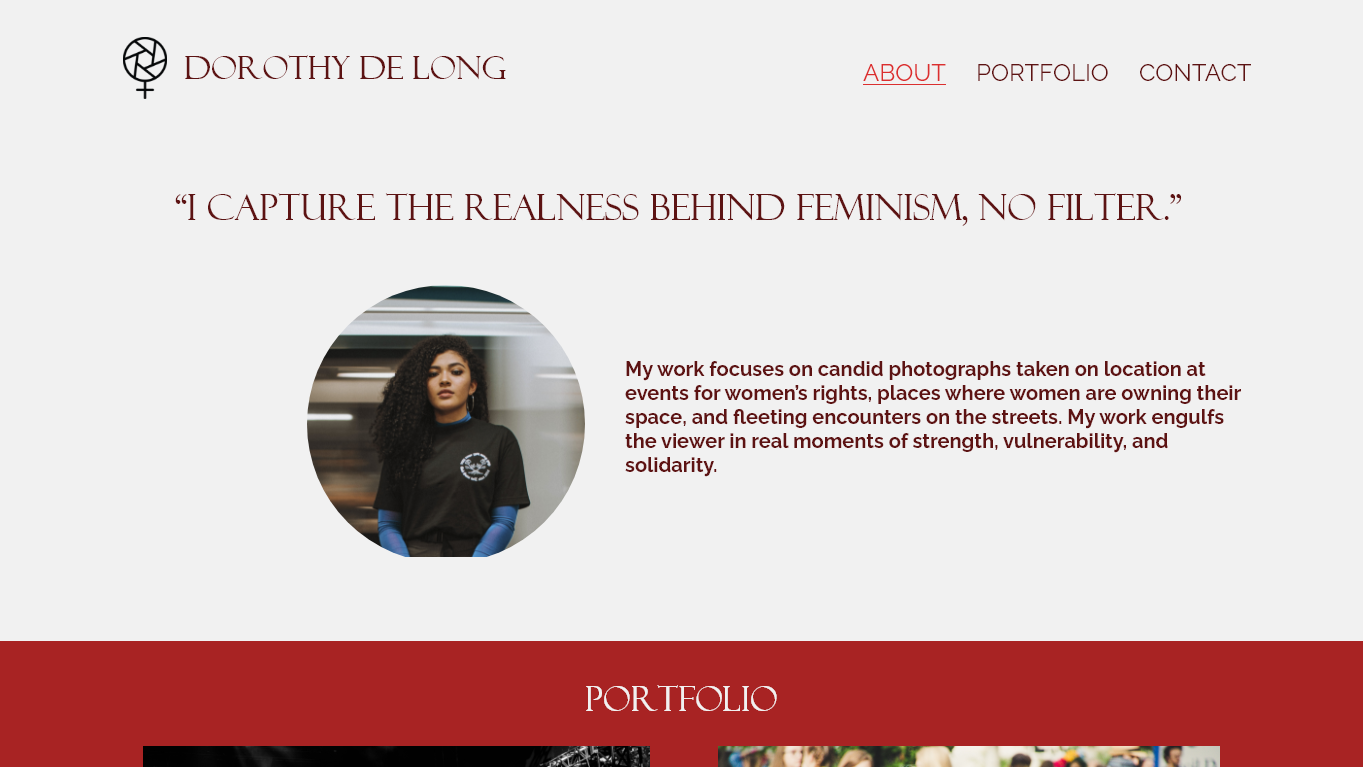 DOROTHY DE LONG
ABOUT PORTFOLIO CONTACT
“I CAPTURE THE REALNESS BEHIND FEMINISM, NO FILTER.”
My work focuses on candid photographs taken on location at
events for women’s rights, places where women are owning their
space, and fleeting encounters on the streets. My work engulfs
the viewer in real moments of strength, vulnerability, and
solidarity.
PORTFOLIO